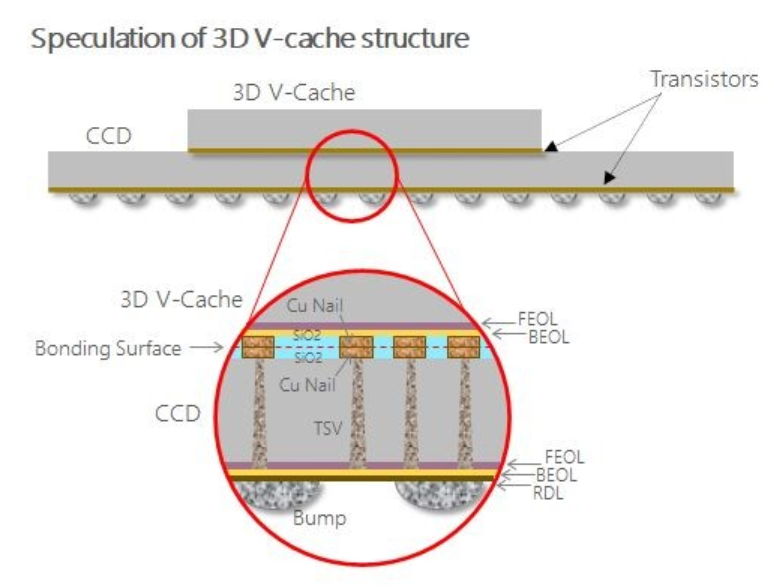 Speculation of 3D V-cache structure
Transistors
3D V-Cache
CCD
3D V-Cache
Cu Nail
FEOL
SiO2
BEOL
Bonding Surface
SiO2
Cu Nail
CCD
TSV
FEOL
BEOL
RDL
Bump